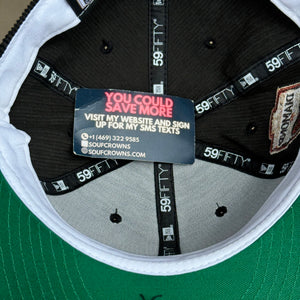 YOU COULD
SAVE MORE
VISIT MY WEBSITE AND SIGN
UP FOR MY SMS TEXTS
+1 (469) 322 9585
SOUFCROWNS
SOUFCROWNS.COM
59FIFTY
59FIFTY
59FIFTY
59FIFTY
59FIFTY
59FIFTY